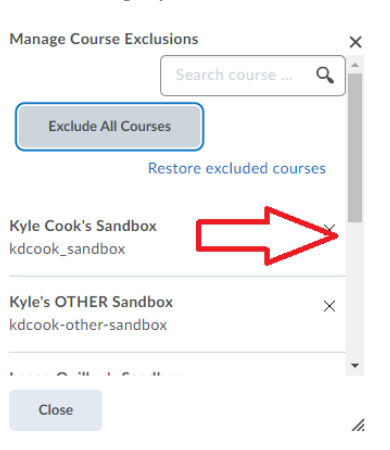 Manage Course Exclusions
Search course ...
Exclude All Courses
Restore excluded courses
Kyle Cook's Sandbox
kdcook_sandbox
Kyle's OTHER Sandbox
kdcook-other-sandbox
Close